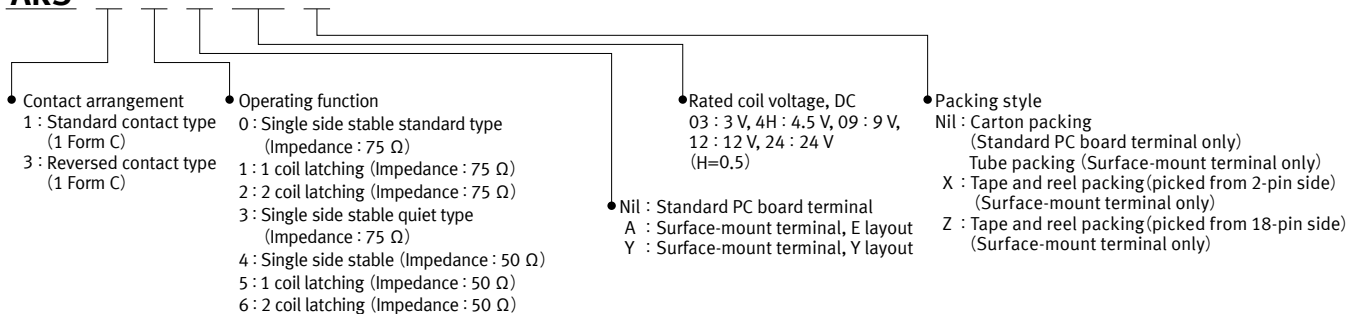 Contact arrangement
1 : Standard contact type
(1 Form C)
3 : Reversed contact type
(1 Form C)
Operating function
0 : Single side stable standard type
(Impedance : 75 Ω)
1 : 1 coil latching (Impedance : 75 Ω)
2 : 2 coil latching (Impedance : 75 Ω)
3 : Single side stable quiet type
(Impedance : 75 Ω)
4 : Single side stable (Impedance : 50 Ω)
5 : 1 coil latching (Impedance : 50 Ω)
6 : 2 coil latching (Impedance : 50 Ω)
Nil : Standard PC board terminal
A : Surface-mount terminal, E layout
Y : Surface-mount terminal, Y layout
Rated coil voltage, DC
03 : 3 V, 4H : 4.5 V, 09 : 9 V,
12 : 12 V, 24 : 24 V
(H=0.5)
Packing style
Nil : Carton packing
(Standard PC board terminal only)
Tube packing (Surface-mount terminal only)
X : Tape and reel packing (picked from 2-pin side)
(Surface-mount terminal only)
Z : Tape and reel packing (picked from 18-pin side)
(Surface-mount terminal only)